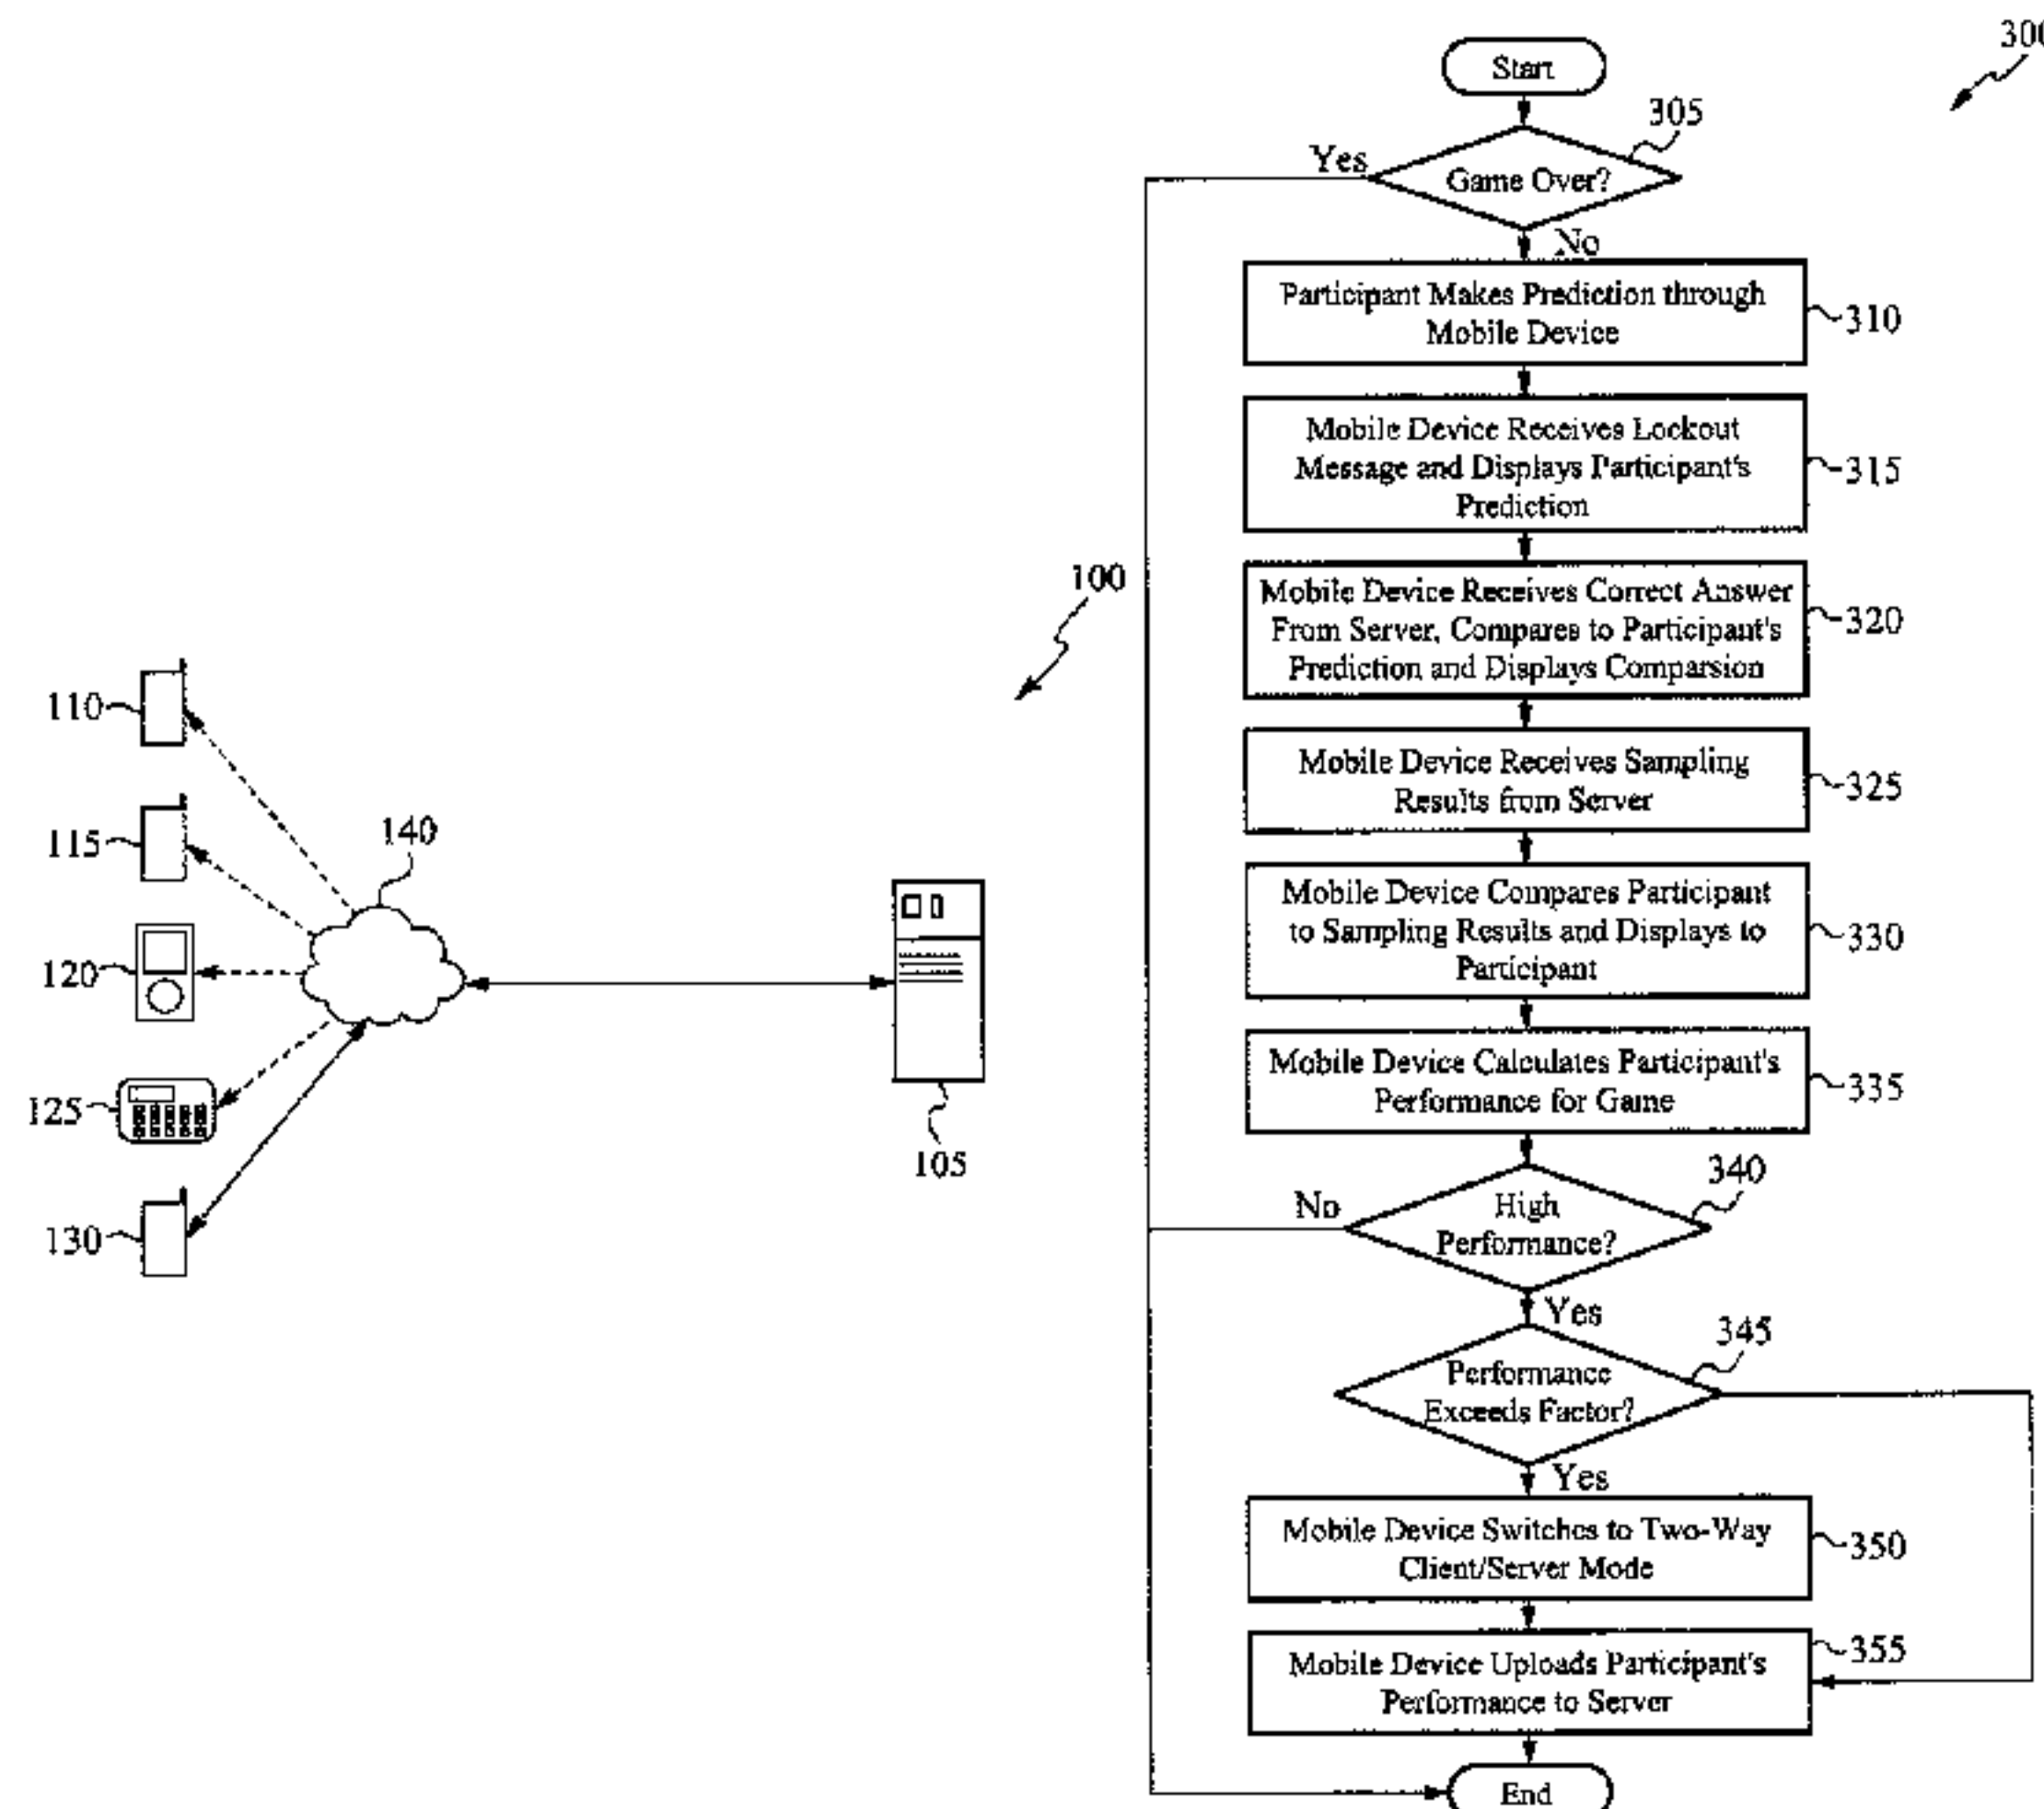 100
110
115
120
125
130
140
105
300
Start
305
Yes
Game Over?
No
Participant Makes Prediction through
Mobile Device
310
Mobile Device Receives Lockout
Message and Displays Participant's
Prediction
315
Mobile Device Receives Correct Answer
From Server, Compares to Participant's
Prediction and Displays Comparsion
320
Mobile Device Receives Sampling
Results from Server
325
Mobile Device Compares Participant
to Sampling Results and Displays to
Participant
330
Mobile Device Calculates Participant's
Performance for Game
335
340
No
High
Performance?
Yes
345
Performance
Exceeds Factor?
Yes
Mobile Device Switches to Two-Way
Client/Server Mode
350
Mobile Device Uploads Participant's
Performance to Server
355
End